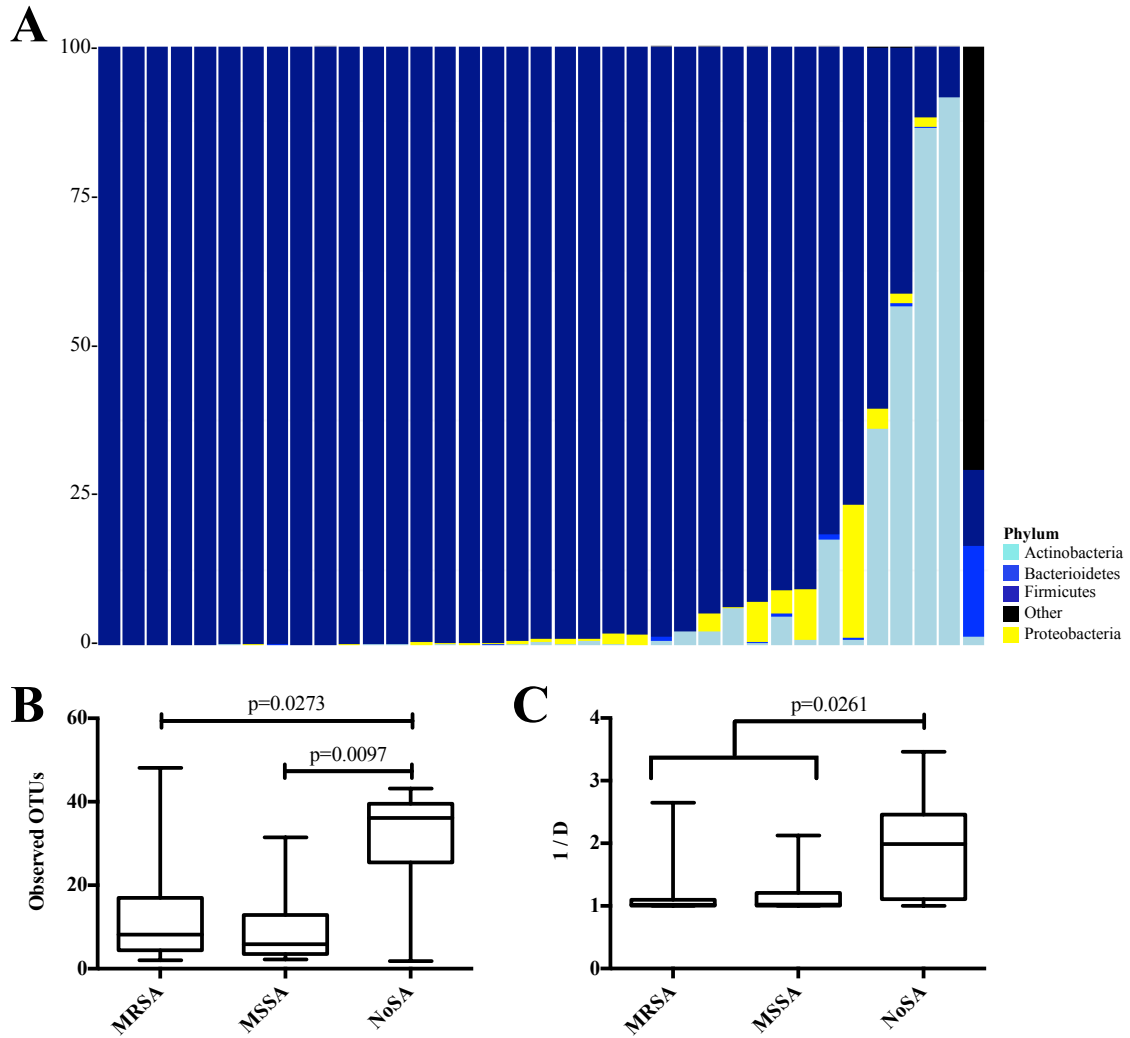 A
100
75
50
25
0
Phylum
Actinobacteria
Bacterioidetes
Firmicutes
Other
Proteobacteria
B
p=0.0273
p=0.0097
60
40
20
0
Observed OTUs
MRSA
MSSA
NoSA
C
p=0.0261
4
3
2
1
0
1 / D
MRSA
MSSA
NoSA